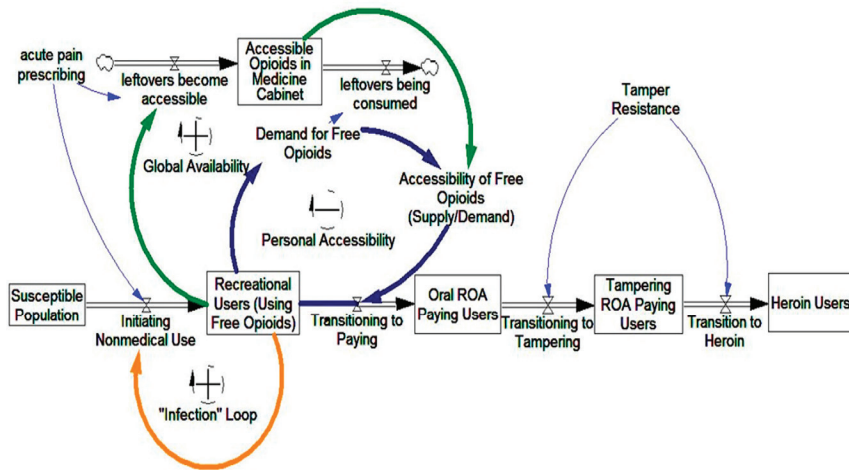 acute pain
prescribing
leftovers become
accessible
Accessible
Opioids in
Medicine
Cabinet
leftovers being
consumed
Tamper
Resistance
Demand for Free
Opioids
Global Availability
Accessibility of Free
Opioids
(Supply/Demand)
Personal Accessibility
Susceptible
Population
Initiating
Nonmedical Use
Recreational
Users (Using
Free Opioids)
Transitioning to
Paying
Oral ROA
Paying Users
Transitioning to
Tampering
Tampering
ROA Paying
Users
Transition to
Heroin
Heroin Users
"Infection" Loop